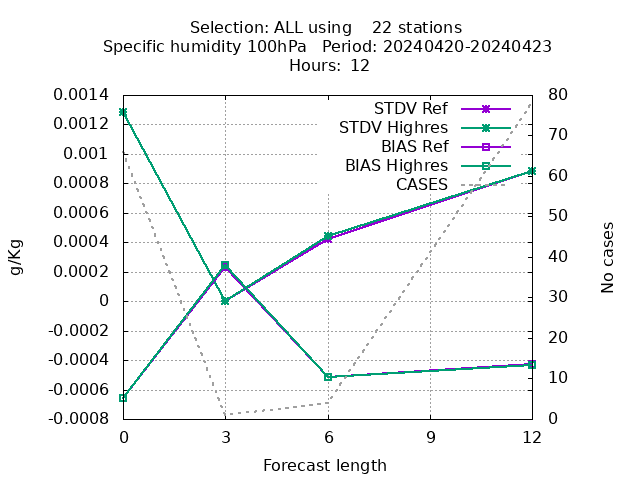 Selection: ALL using    22 stations
Specific humidity 100hPa   Period: 20240420-20240423
Hours: 12
STDV Ref
STDV Highres
BIAS Ref
BIAS Highres
CASES
g/Kg
0.0014
0.0012
0.001
0.0008
0.0006
0.0004
0.0002
0
-0.0002
-0.0004
-0.0006
-0.0008
80
70
60
50
40
30
20
10
0
No cases
0 3 6 9 12
Forecast length